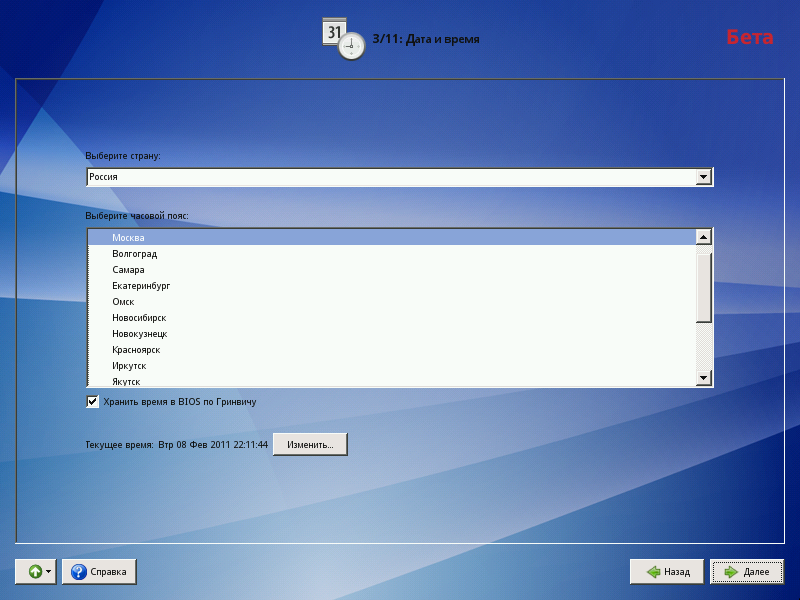 31
3/11: Дата и время
Бета
Выберите страну:
Россия
Выберите часовой пояс:
Москва
Волгоград
Самара
Екатеринбург
Омск
Новосибирск
Новокузнецк
Красноярск
Иркутск
Якутск
Хранить время в BIOS по Гринвичу
Текущее время: Втр 08 Фев 2011 22:11:44 Изменить...
Справка
Назад
Далее